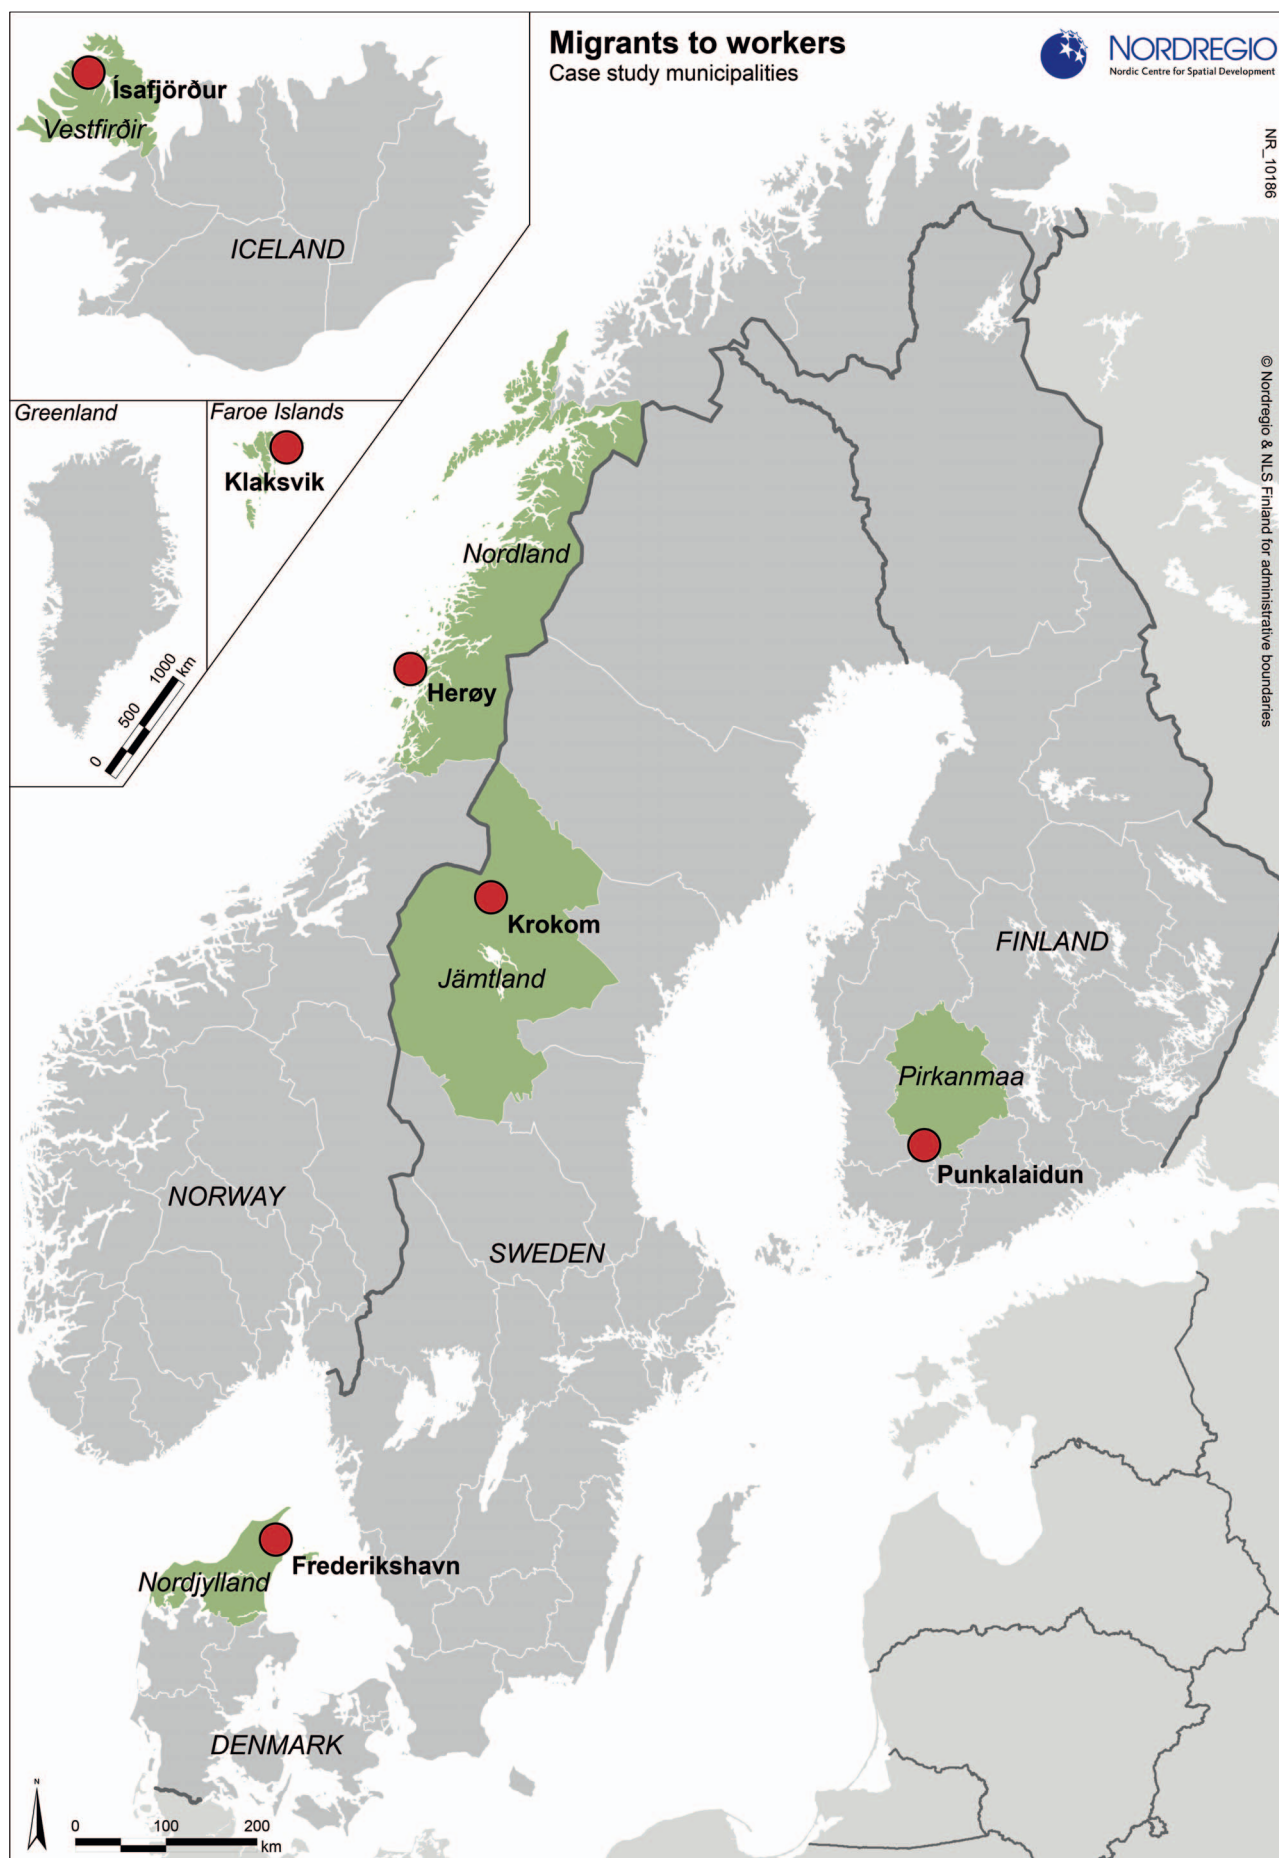 Migrants to workers
Case study municipalities
NORDREGIO
Nordic Centre for Spatial Development
NR_10186
© Nordregio & NLS Finland for administrative boundaries
Ísafjörður
Vestfirðir
ICELAND
Greenland
Faroe Islands
Klaksvik
0 500 1000
km
Nordland
Herøy
Krokom
Jämtland
FINLAND
Pirkanmaa
Punkalaidun
NORWAY
SWEDEN
Frederikshavn
Nordjylland
DENMARK
N
0 100 200
km